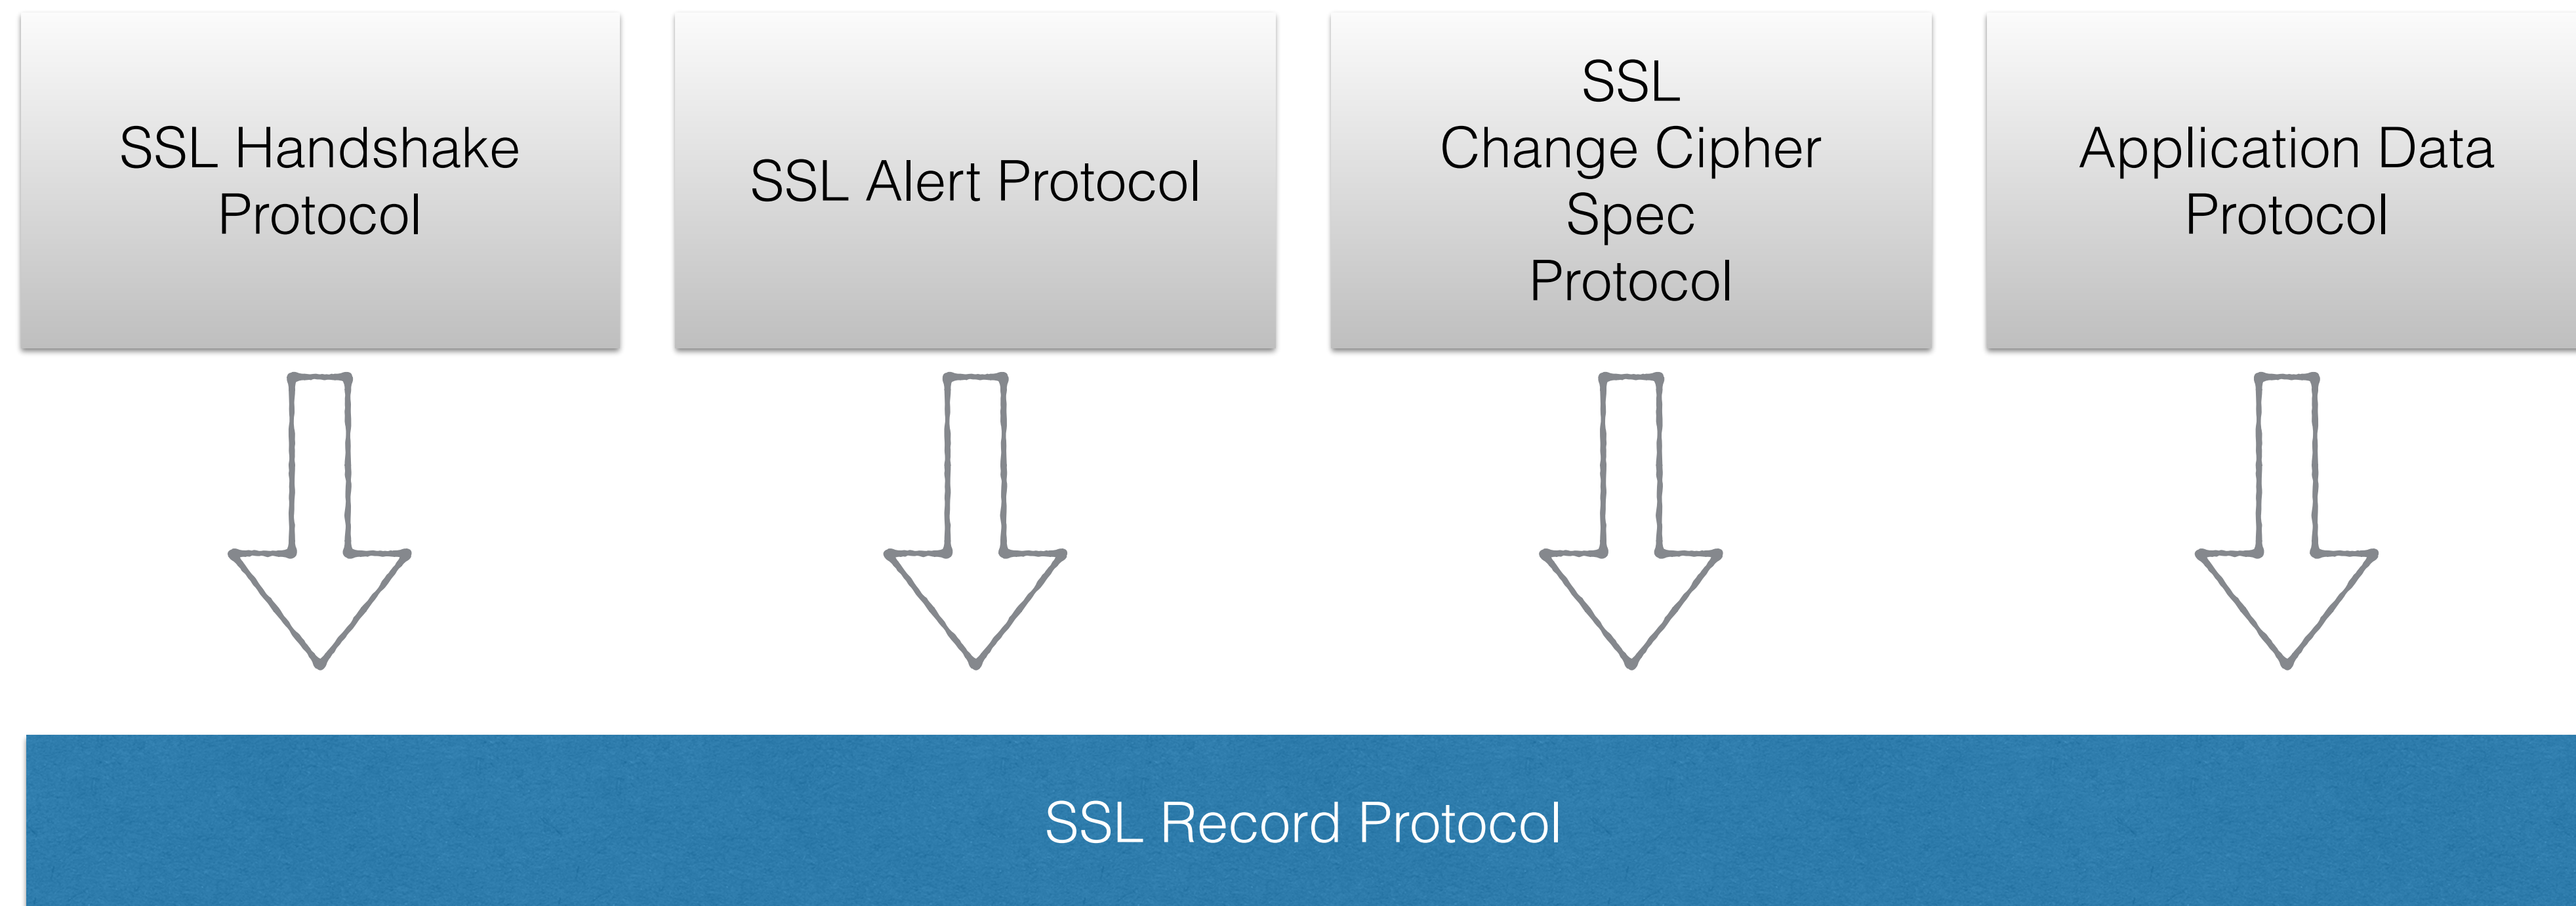 SSL Handshake
Protocol
SSL Alert Protocol
SSL
Change Cipher
Spec
Protocol
Application Data
Protocol
SSL Record Protocol